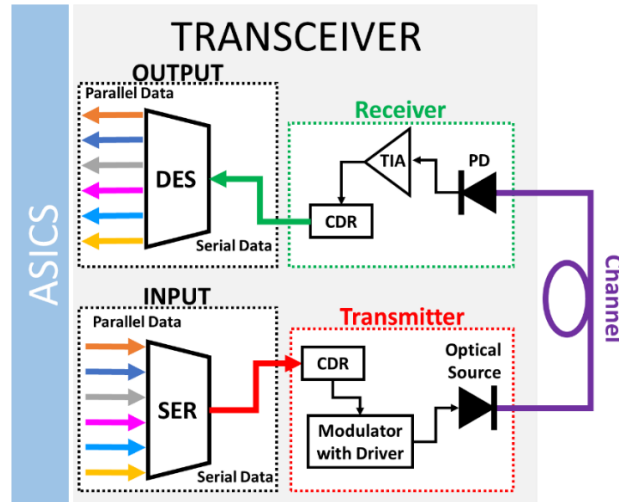 TRANSCEIVER
ASICS
OUTPUT
Parallel Data
DES
Serial Data
Receiver
TIA
PD
CDR
Channel
INPUT
Parallel Data
SER
Serial Data
Transmitter
CDR
Optical
Source
Modulator
with Driver